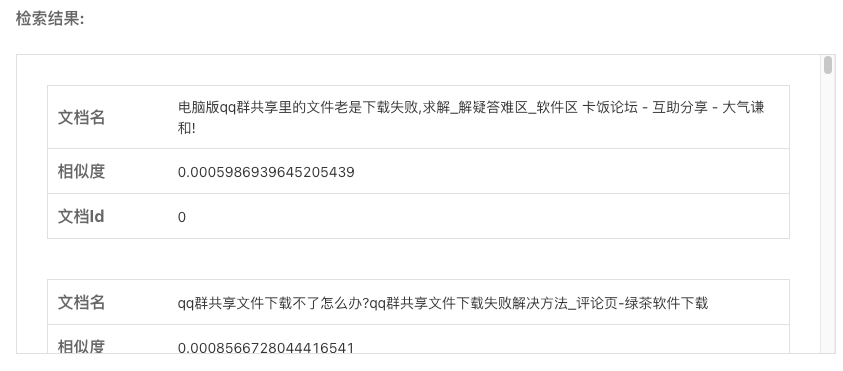 检索结果:
文档名
电脑版qq群共享里的文件老是下载失败,求解_解疑答难区_软件区 卡饭论坛 - 互助分享 - 大气谦
和!
相似度
0.0005986939645205439
文档Id
0
文档名
qq群共享文件下载不了怎么办?qq群共享文件下载失败解决方法_评论页-绿茶软件下载
相似度
0.0008566728044416541